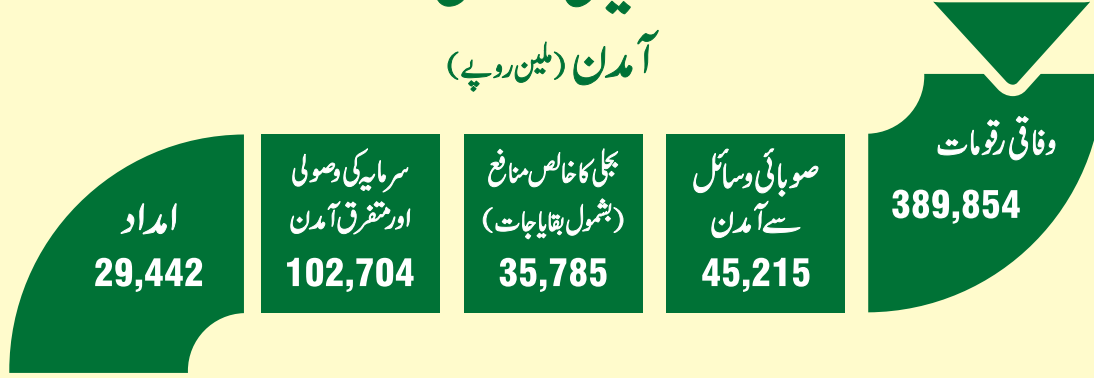 آمدن (ملین روپے)
وفاقی رقومات
389,854
صوبائی وسائل
سے آمدن
45,215
بجلی کا خالص منافع
(بشمول بقایاجات)
35,785
سرمایہ کی وصولی
اور متفرق آمدن
102,704
امداد
29,442